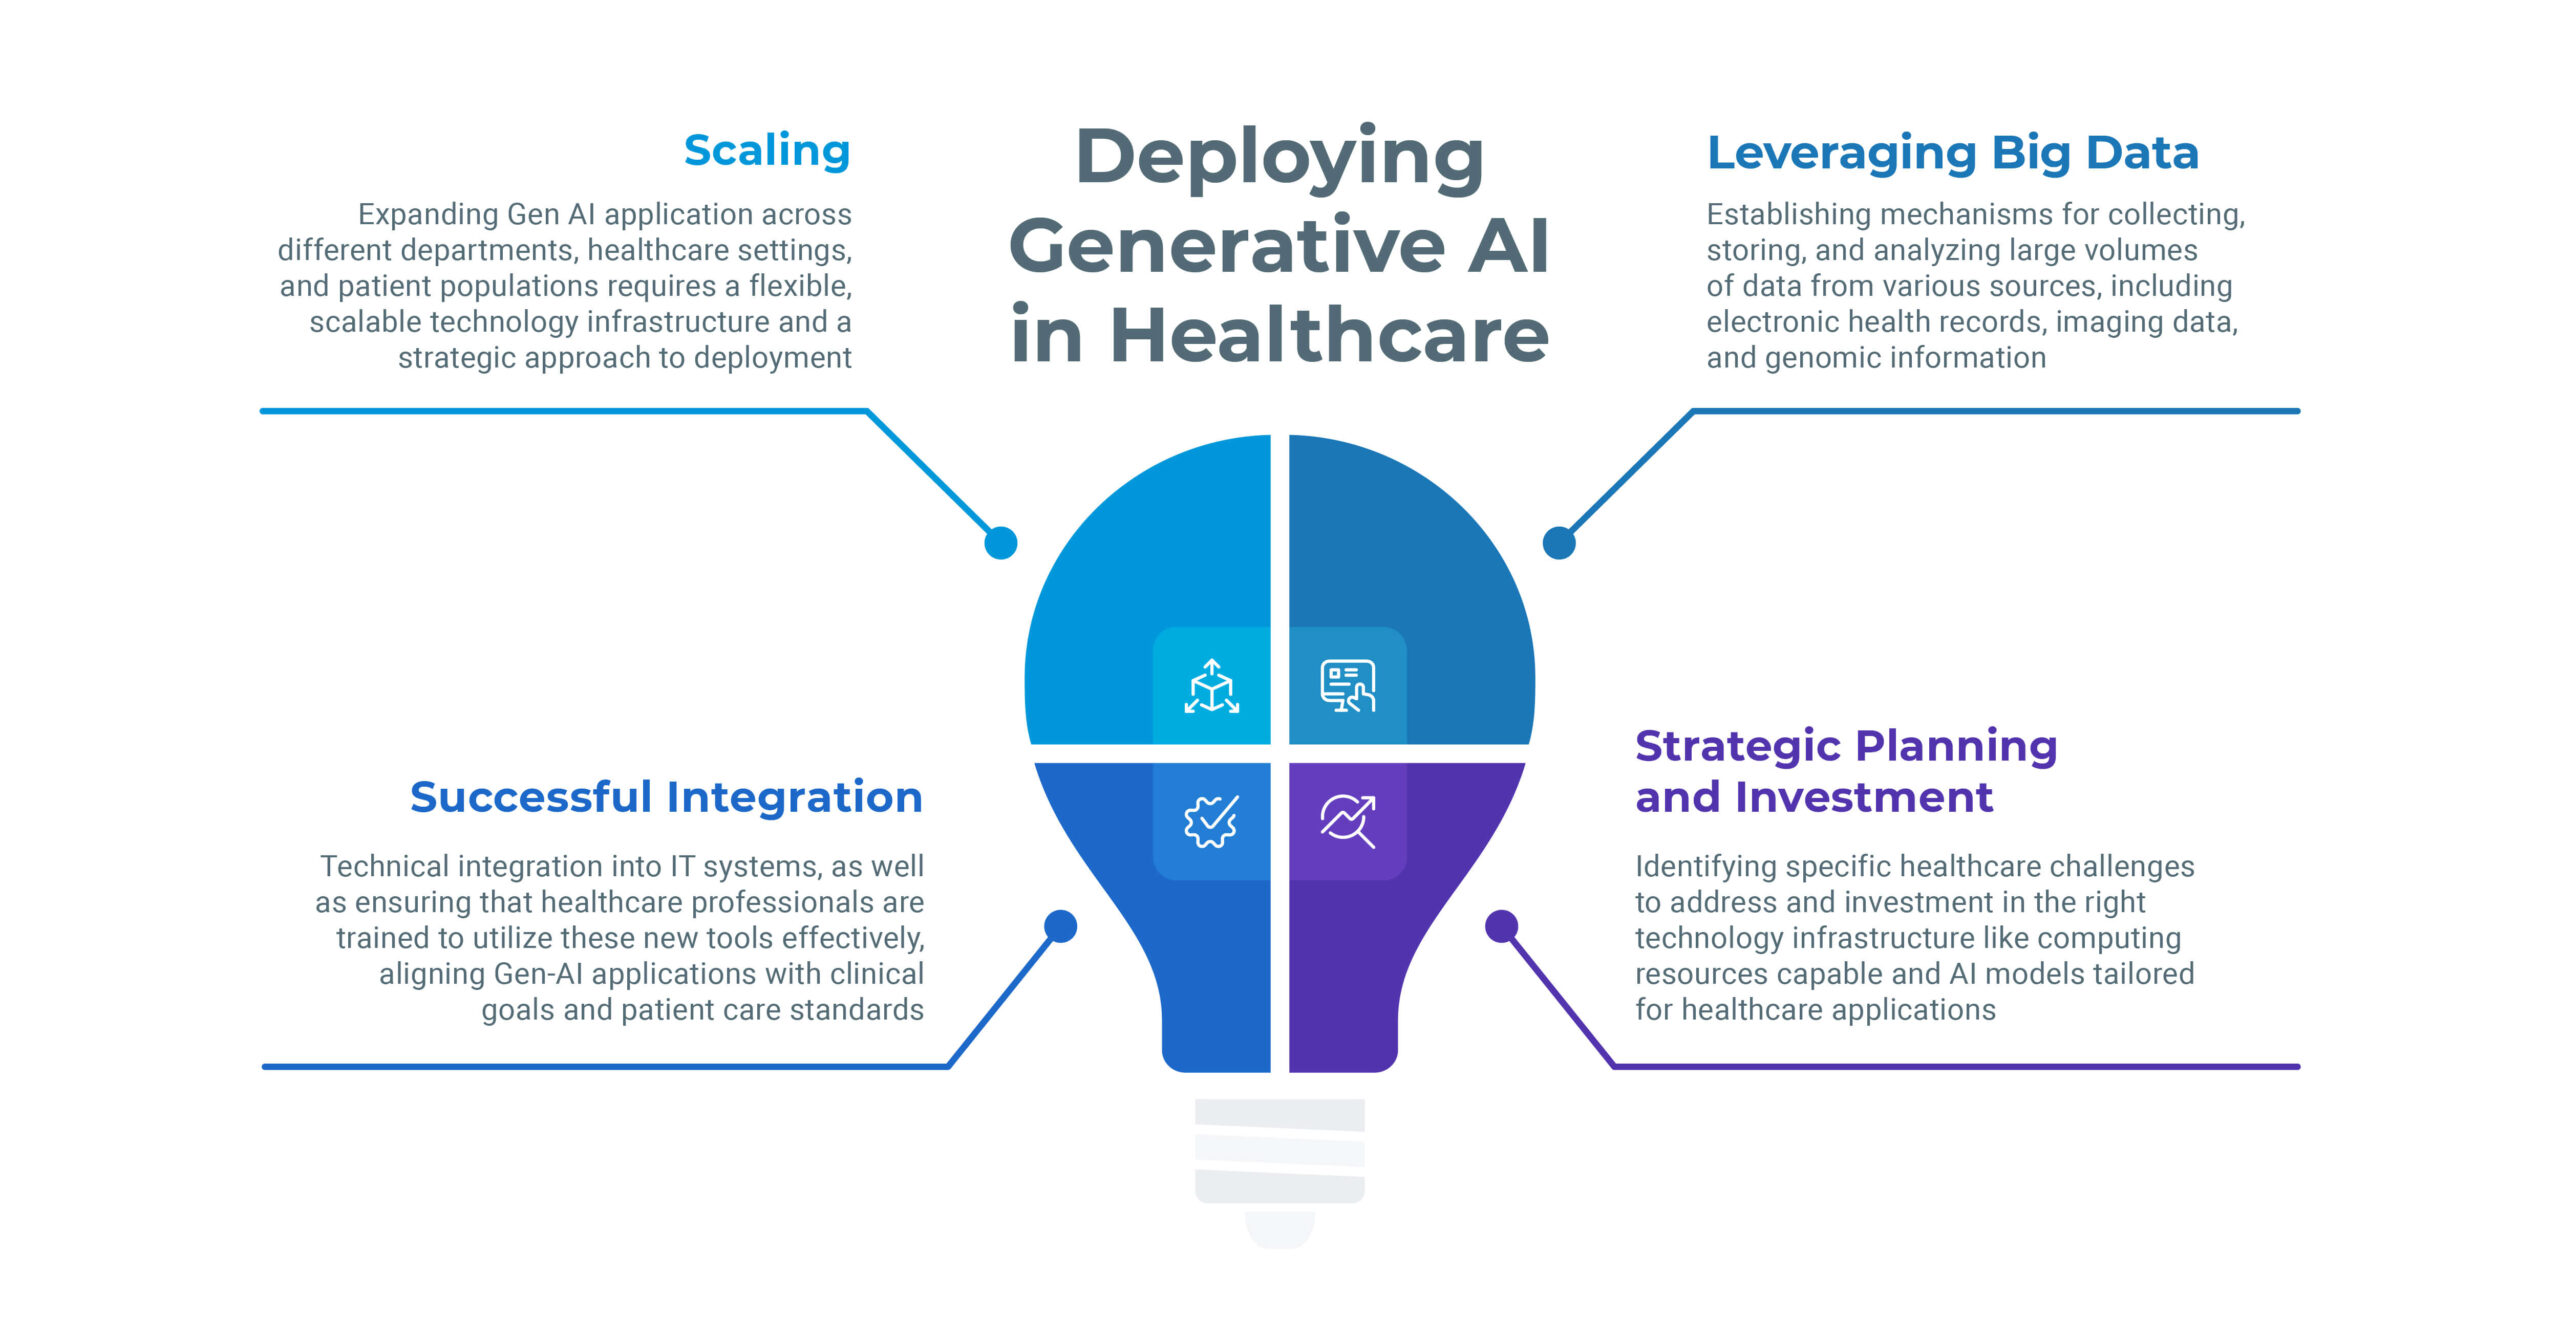 Deploying
Generative AI
in Healthcare
Scaling
Expanding Gen AI application across
different departments, healthcare settings,
and patient populations requires a flexible,
scalable technology infrastructure and a
strategic approach to deployment
Leveraging Big Data
Establishing mechanisms for collecting,
storing, and analyzing large volumes
of data from various sources, including
electronic health records, imaging data,
and genomic information
Successful Integration
Technical integration into IT systems, as well
as ensuring that healthcare professionals are
trained to utilize these new tools effectively,
aligning Gen-AI applications with clinical
goals and patient care standards
Strategic Planning
and Investment
Identifying specific healthcare challenges
to address and investment in the right
technology infrastructure like computing
resources capable and AI models tailored
for healthcare applications